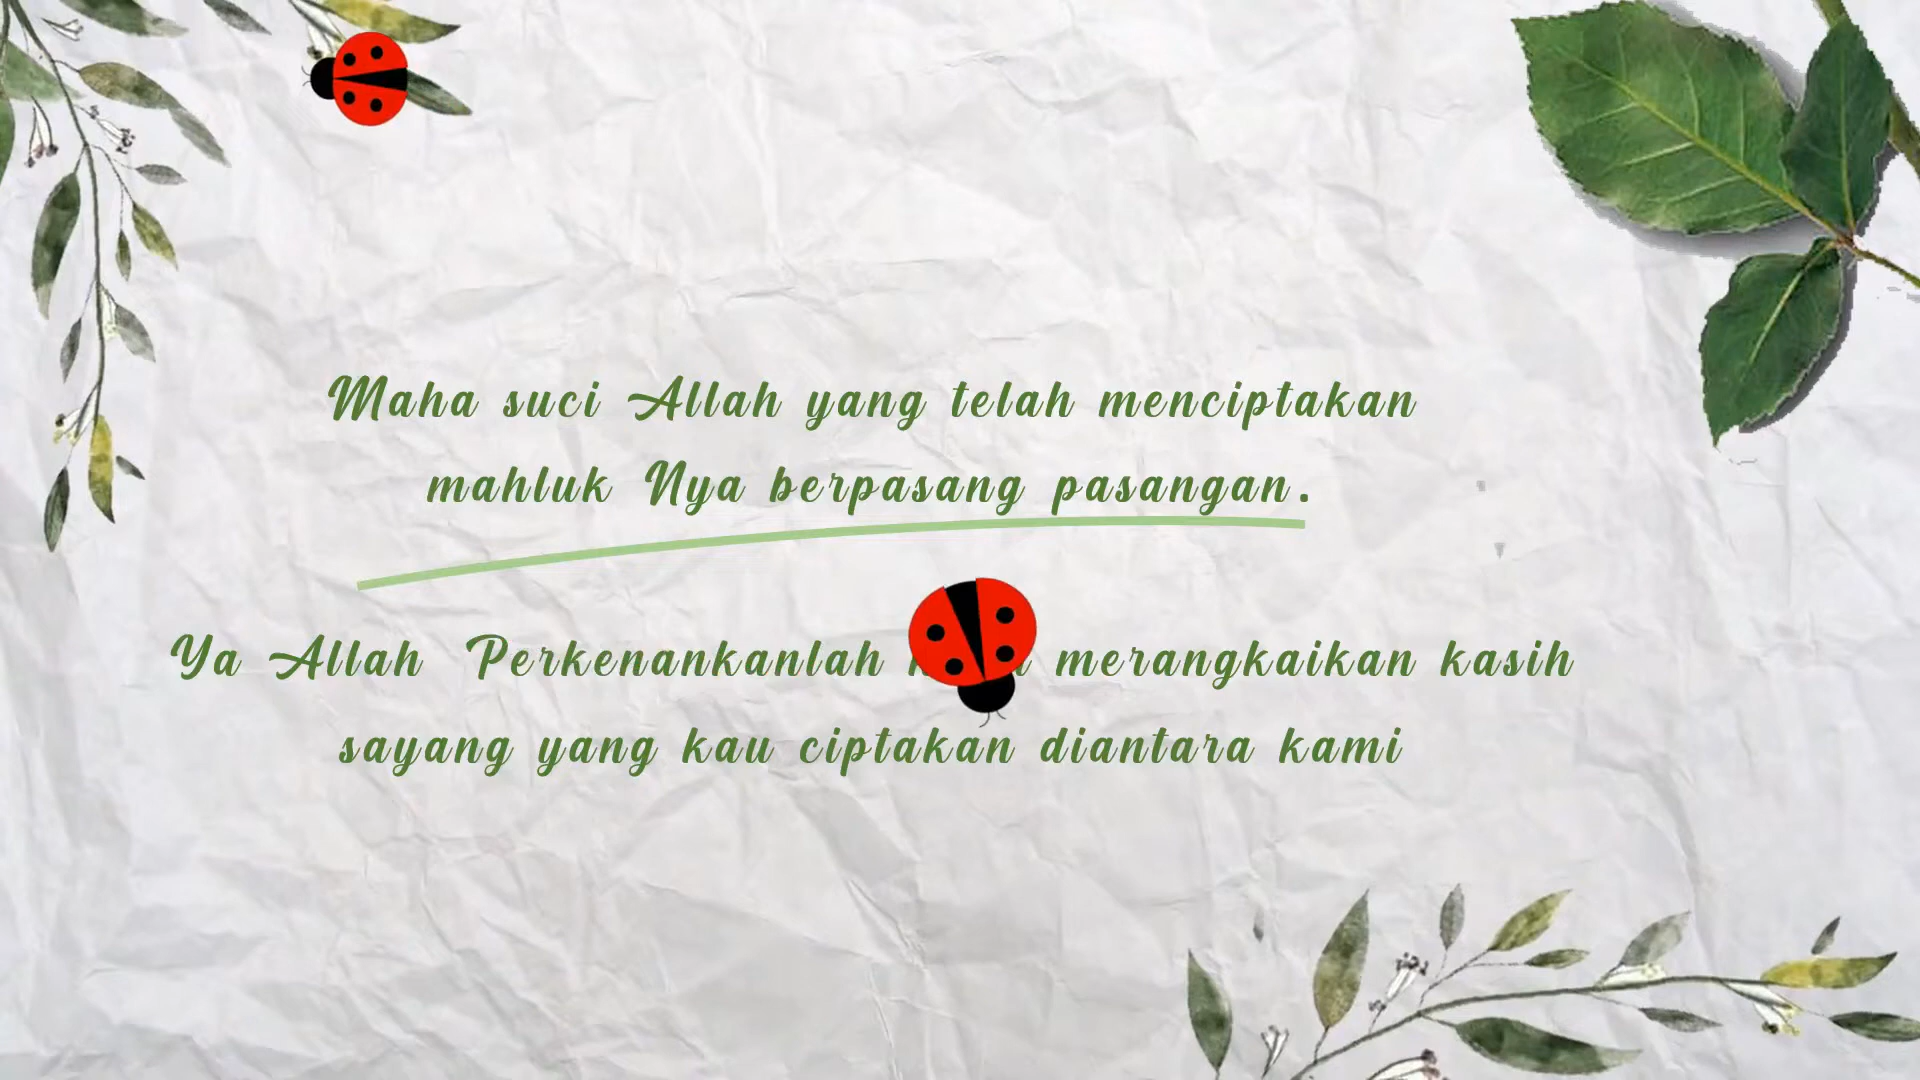 Maha suci Allah yang telah menciptakan
mahluk Nya berpasang pasangan.
Ya Allah Perkenankanlah merangkaikan kasih
sayang yang kau ciptakan diantara kami